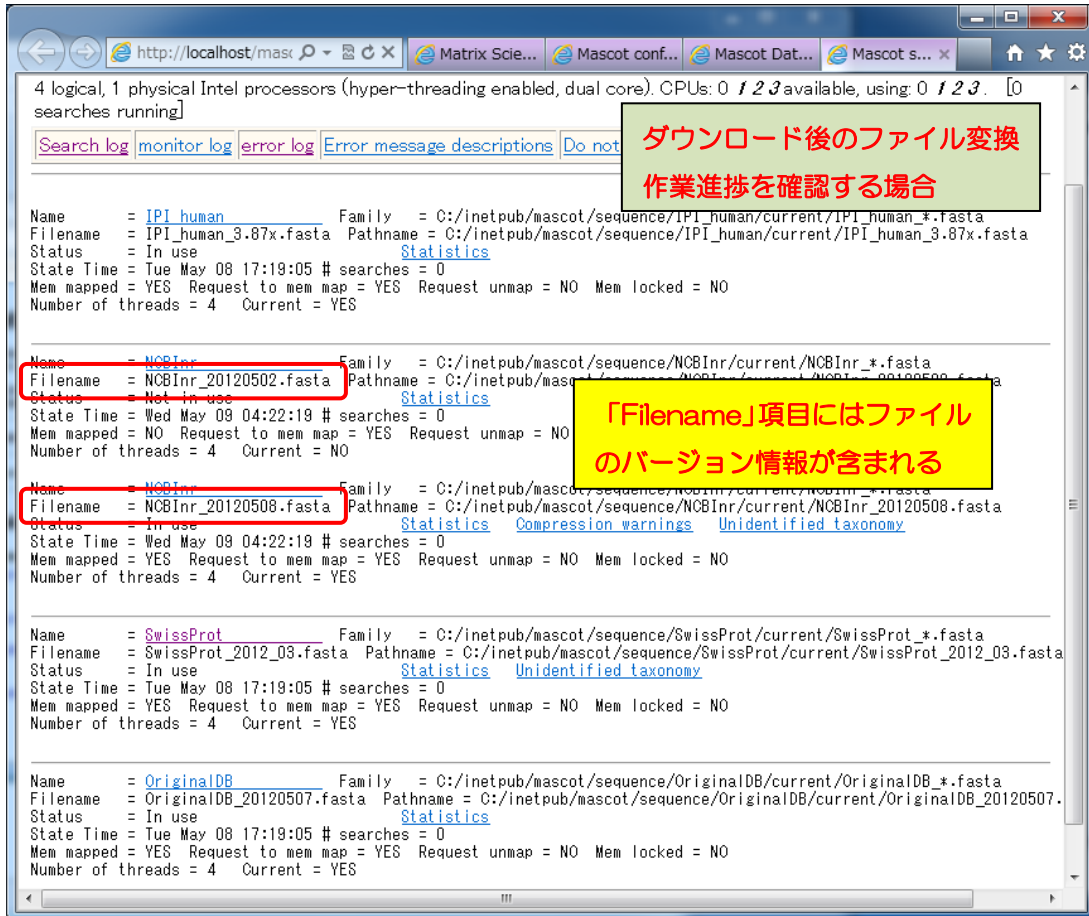 http://localhost/masc
Matrix Scie...
Mascot conf...
Mascot Dat...
Mascot s...
4 logical, 1 physical Intel processors (hyper-threading enabled, dual core). CPUs: 0 1 2 3 available, using: 0 1 2 3. [0
searches running]
Search log monitor log error log Error message descriptions Do not
ダウンロード後のファイル変換
作業進捗を確認する場合
Name = IPI_human Family = C:/inetpub/mascot/sequence/IPI_human/current/IPI_human_*.fasta
Filename = IPI_human_3.87x.fasta Pathname = C:/inetpub/mascot/sequence/IPI_human/current/IPI_human_3.87x.fasta
Status = In use Statistics
State Time = Tue May 08 17:19:05 # searches = 0
Mem mapped = YES Request to mem map = YES Request unmap = NO Mem locked = NO
Number of threads = 4 Current = YES
Name = NCBInr Family = C:/inetpub/mascot/sequence/NCBInr/current/NCBInr_*.fasta
Filename = NCBInr_20120502.fasta Pathname = C:/inetpub/mascot/sequence/NCBInr/current/NCBInr_20120502.fasta
Status = Not in use Statistics
State Time = Wed May 09 04:22:19 # searches = 0
Mem mapped = NO Request to mem map = YES Request unmap = NO
Number of threads = 4 Current = NO
「Filename」項目にはファイル
のバージョン情報が含まれる
Name = NCBInr Family = C:/inetpub/mascot/sequence/NCBInr/current/NCBInr_*.fasta
Filename = NCBInr_20120508.fasta Pathname = C:/inetpub/mascot/sequence/NCBInr/current/NCBInr_20120508.fasta
Status = In use Statistics Compression warnings Unidentified taxonomy
State Time = Wed May 09 04:22:19 # searches = 0
Mem mapped = YES Request to mem map = YES Request unmap = NO Mem locked = NO
Number of threads = 4 Current = YES
Name = SwissProt Family = C:/inetpub/mascot/sequence/SwissProt/current/SwissProt_*.fasta
Filename = SwissProt_2012_03.fasta Pathname = C:/inetpub/mascot/sequence/SwissProt/current/SwissProt_2012_03.fasta
Status = In use Statistics Unidentified taxonomy
State Time = Tue May 08 17:19:05 # searches = 0
Mem mapped = YES Request to mem map = YES Request unmap = NO Mem locked = NO
Number of threads = 4 Current = YES
Name = OriginalDB Family = C:/inetpub/mascot/sequence/OriginalDB/current/OriginalDB_*.fasta
Filename = OriginalDB_20120507.fasta Pathname = C:/inetpub/mascot/sequence/OriginalDB/current/OriginalDB_20120507.
Status = In use Statistics
State Time = Tue May 08 17:19:05 # searches = 0
Mem mapped = YES Request to mem map = YES Request unmap = NO Mem locked = NO
Number of threads = 4 Current = YES